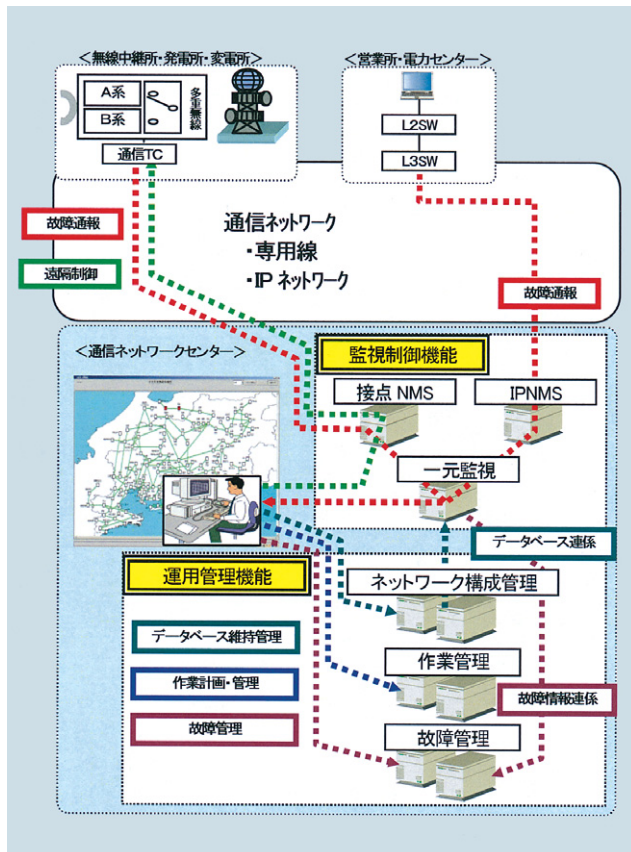 <無線中継所・発電所・変電所>
A系
B系
多重無線
通信TC
<営業所・電力センター>
L2SW
L3SW
故障通報
遠隔制御
通信ネットワーク
・専用線
・IPネットワーク
故障通報
<通信ネットワークセンター>
監視制御機能
接点 NMS
IPNMS
一元監視
データベース連係
運用管理機能
ネットワーク構成管理
データベース維持管理
作業管理
作業計画・管理
故障情報連係
故障管理
故障管理